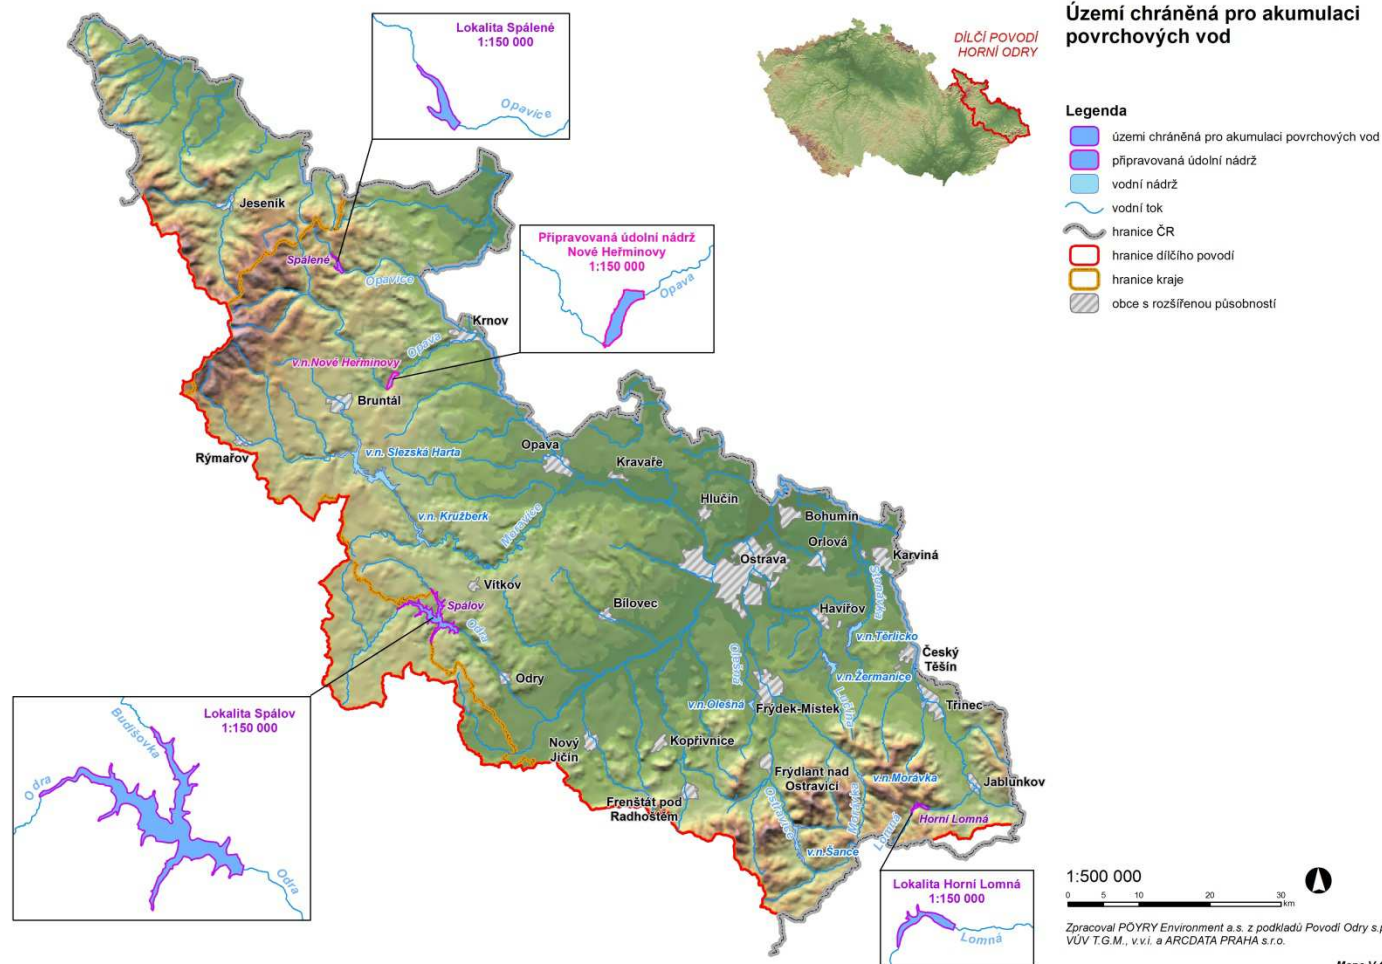 Území chráněná pro akumulaci
povrchových vod
DÍLČÍ POVODÍ
HORNÍ ODRY
Legenda
územi chráněná pro akumulaci povrchových vod
připravovaná údolní nádrž
vodní nádrž
vodní tok
hranice ČR
hranice dílčího povodí
hranice kraje
obce s rozšířenou působností
Lokalita Spálené
1:150 000
Opavice
Připravovaná údolní nádrž
Nové Heřminovy
1:150 000
Opava
Jeseník
Spálené
Opavice
Krnov
Opava
v.n.Nové Heřminovy
Bruntál
Rýmařov
v.n. Slezská Harta
Opava
Kravaře
Hlučín
v.n. Kružberk
Moravice
Bohumín
Orlová
Ostrava
Karviná
Stonávka
Vítkov
Spálov
Odra
Bílovec
Havířov
v.n.Těrlicko
Český
Těšín
Olešná
v.n.Žermanice
Odry
v.n.Olešná
Frýdek-Místek
Lučina
Třinec
Nový
Jičín
Kopřivnice
Frýdlant nad
Ostravicí
v.n.Morávka
Jablunkov
Frenštát pod
Radhoštěm
Ostravice
Morávka
Lomná
Horní Lomná
v.n.Šance
Lokalita Spálov
1:150 000
Budišovka
Odra
Odra
Lokalita Horní Lomná
1:150 000
Lomná
1:500 000
0 5 10 20 30
km
Zpracoval PÖYRY Environment a.s. z podkladů Povodí Odry s.p
VÚV T.G.M., v.v.i. a ARCDATA PRAHA s.r.o.